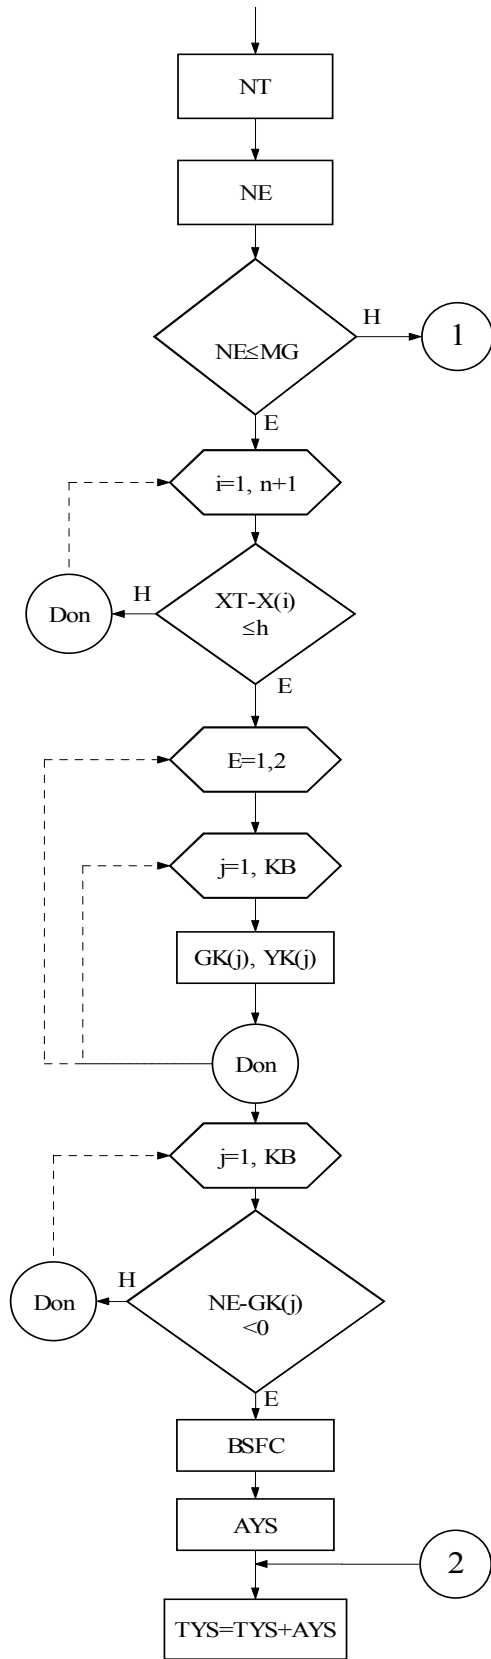 NT
NE
NE≤MG
H
1
E
i=1, n+1
XT-X(i)
≤h
H
Don
E
E=1,2
j=1, KB
GK(j), YK(j)
Don
j=1, KB
NE-GK(j)
<0
H
Don
E
BSFC
AYS
2
TYS=TYS+AYS